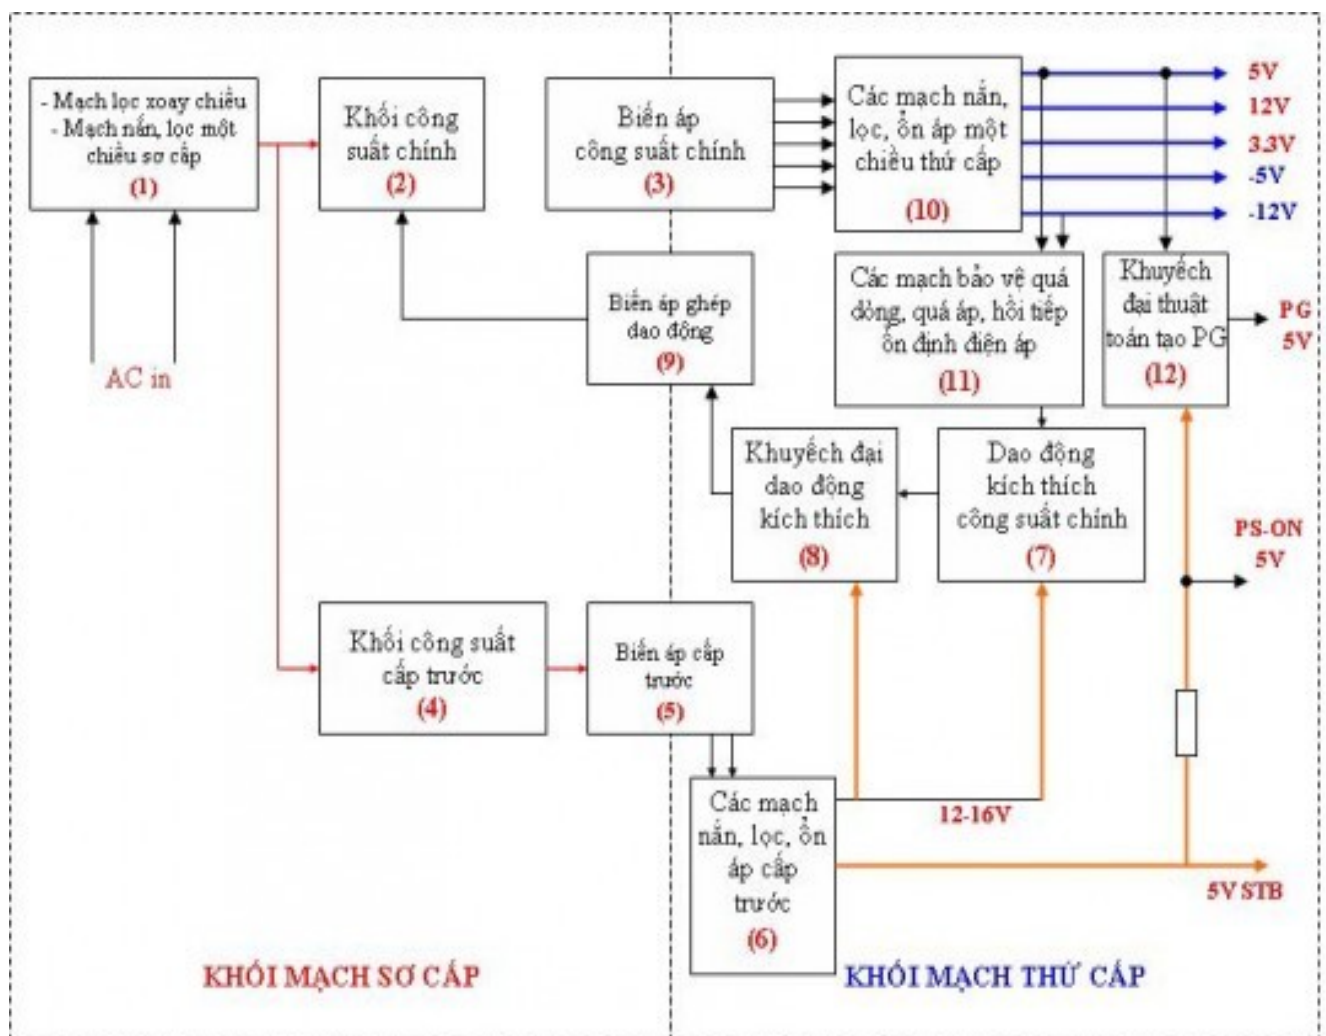 - Mạch lọc xoay chiều
- Mạch nắn, lọc một
chiều sơ cấp
(1)
AC in
Khối công
suất chính
(2)
Biến áp
công suất chính
(3)
Các mạch nắn,
lọc, ổn áp một
chiều thứ cấp
(10)
5V
12V
3.3V
-5V
-12V
Biến áp ghép
dao động
(9)
Các mạch bảo vệ quá
dòng, quá áp, hồi tiếp
ổn định điện áp
(11)
Khuyếch
đại thuật
toán tạo PG
(12)
PG
5V
Khuyếch đại
dao động
kích thích
(8)
Dao động
kích thích
công suất chính
(7)
PS-ON
5V
Khối công suất
cấp trước
(4)
Biến áp cấp
trước
(5)
Các mạch
nắn, lọc, ổn
áp cấp
trước
(6)
12-16V
5V STB
KHỐI MẠCH SƠ CẤP
KHỐI MẠCH THỨ CẤP